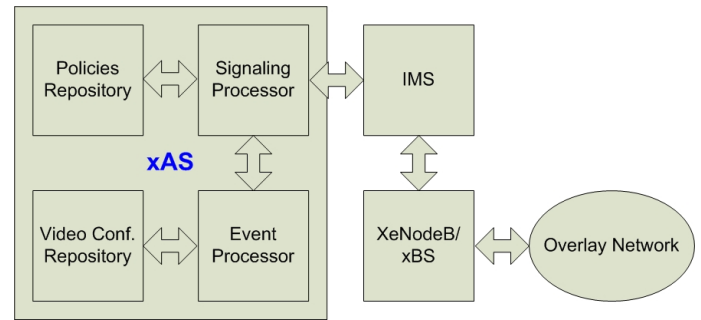 Policies
Repository
Signaling
Processor
IMS
xAS
Video Conf.
Repository
Event
Processor
XeNodeB/
xBS
Overlay Network